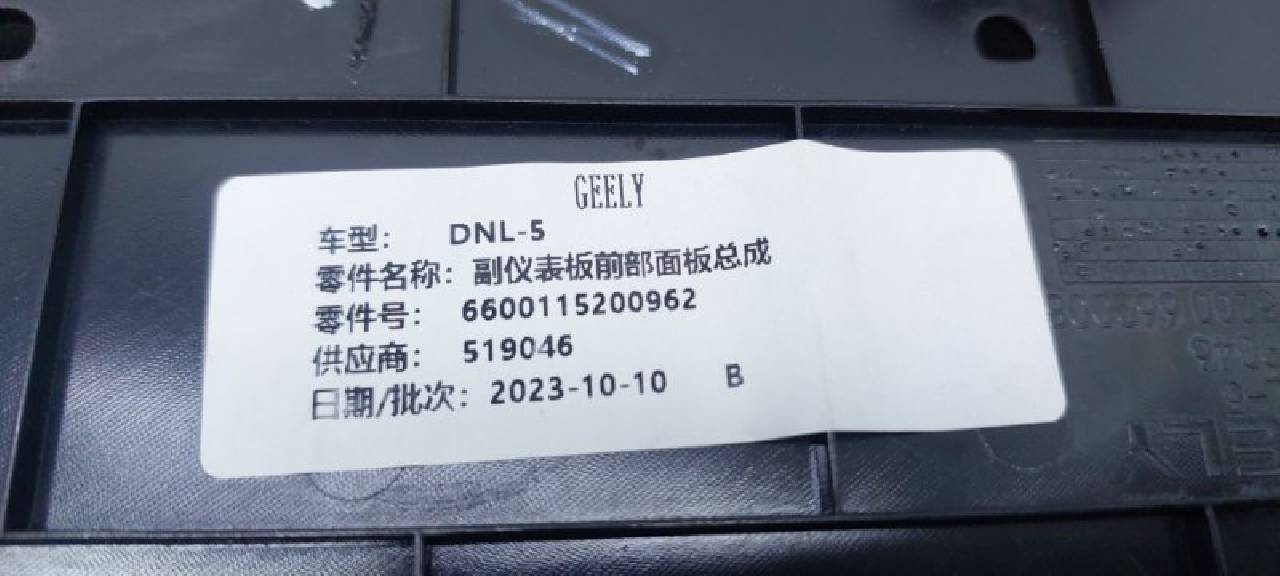 GEELY
车型： DNL-5
零件名称：副仪表板前部面板总成
零件号： 6600115200962
供应商： 519046
日期/批次：2023-10-10 B